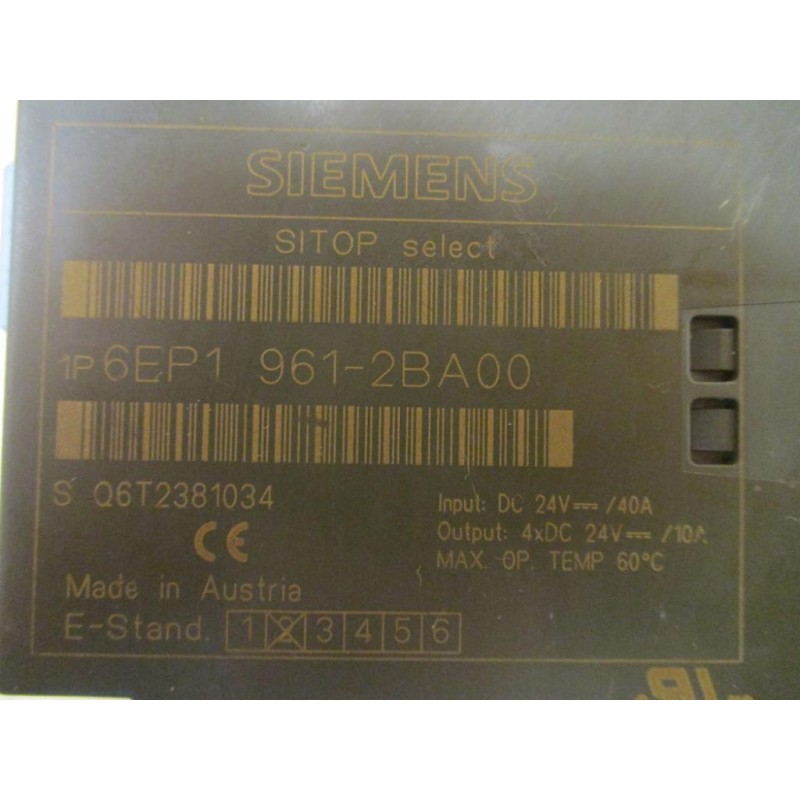 SIEMENS
SITOP select
1P 6EP1 961-2BA00
S Q6T2381034
Input: DC 24V⎓ /40A
Output: 4xDC 24V⎓ /10A
MAX. OP. TEMP 60°C
CE
Made in Austria
E-Stand. 1 2 3 4 5 6